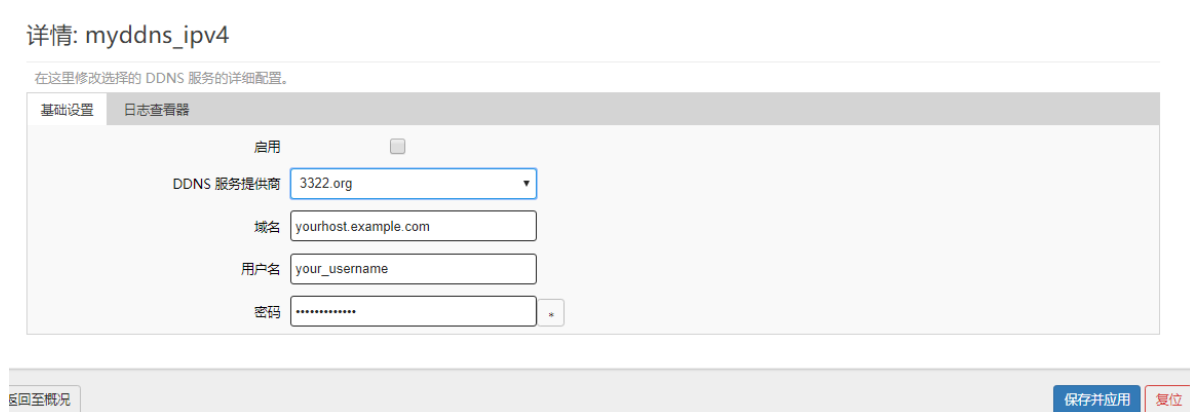 详情: myddns_ipv4
在这里修改选择的 DDNS 服务的详细配置。
基础设置 日志查看器
启用
DDNS 服务提供商 3322.org
域名 yourhost.example.com
用户名 your_username
密码 ••••••••••••• *
返回至概况 保存并应用 复位